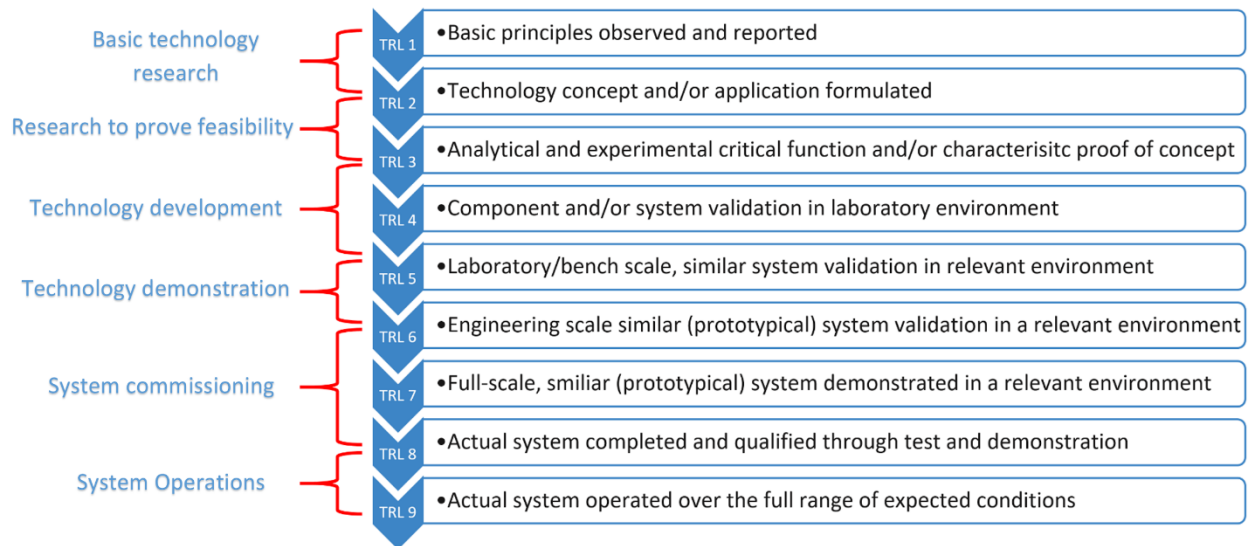 Basic technology
research
Research to prove feasibility
Technology development
Technology demonstration
System commissioning
System Operations
TRL 1
•Basic principles observed and reported
TRL 2
•Technology concept and/or application formulated
TRL 3
•Analytical and experimental critical function and/or characterisitc proof of concept
TRL 4
•Component and/or system validation in laboratory environment
TRL 5
•Laboratory/bench scale, similar system validation in relevant environment
TRL 6
•Engineering scale similar (prototypical) system validation in a relevant environment
TRL 7
•Full-scale, smiliar (prototypical) system demonstrated in a relevant environment
TRL 8
•Actual system completed and qualified through test and demonstration
TRL 9
•Actual system operated over the full range of expected conditions